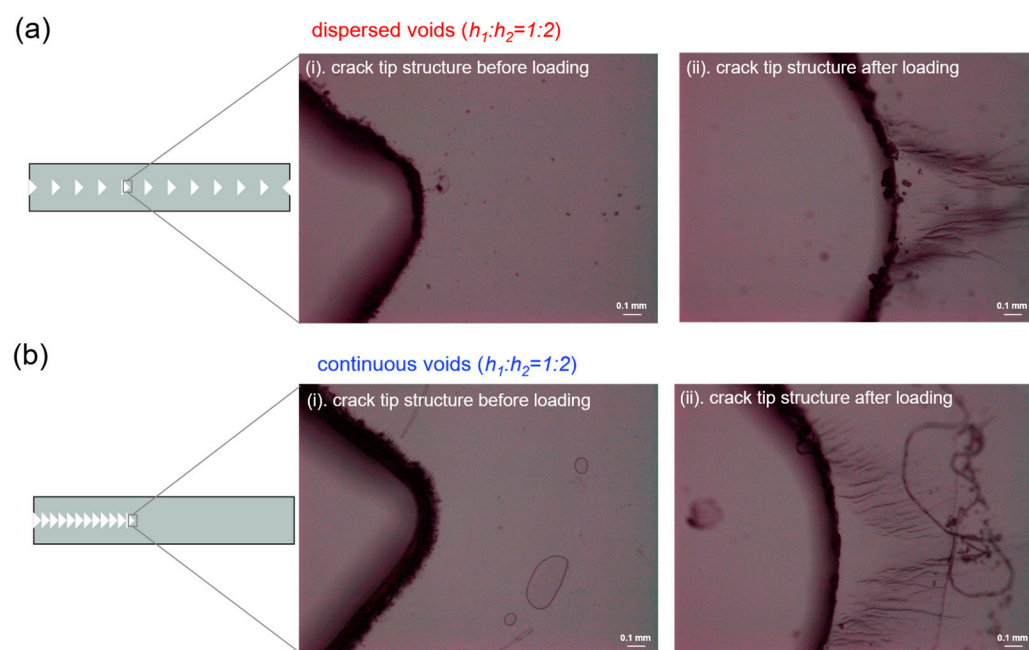 (a)
dispersed voids (h₁:h₂=1:2)
(i). crack tip structure before loading
(ii). crack tip structure after loading
0.1 mm
0.1 mm
(b)
continuous voids (h₁:h₂=1:2)
(i). crack tip structure before loading
(ii). crack tip structure after loading
0.1 mm
0.1 mm